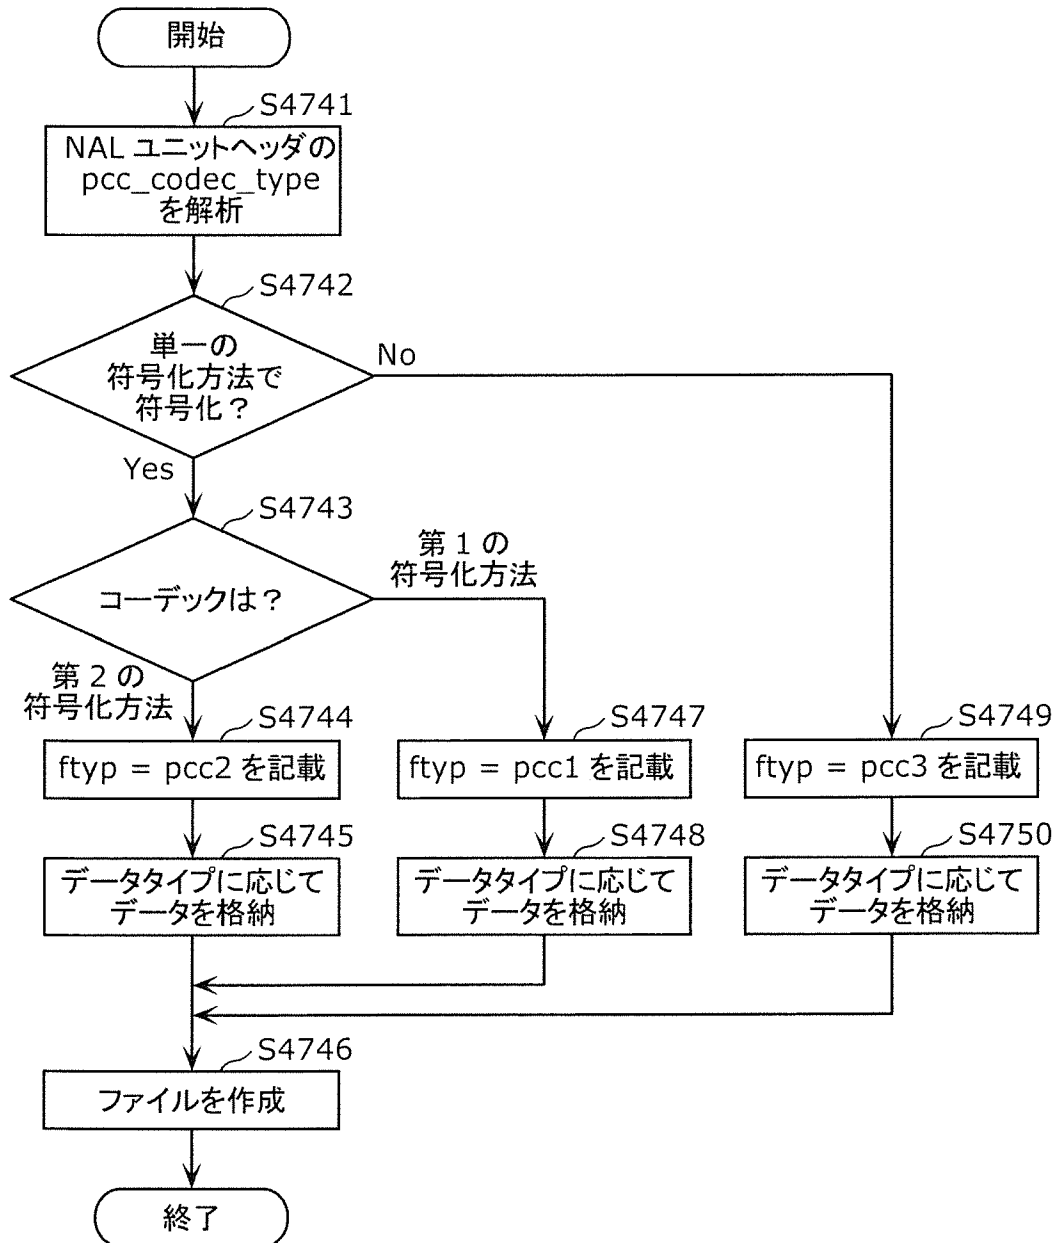 開始
S4741
NAL ユニットヘッダの
pcc_codec_type
を解析
S4742
単一の
符号化方法で
符号化？
No
Yes
S4743
コーデックは？
第１の
符号化方法
第２の
符号化方法
S4744
ftyp = pcc2 を記載
S4747
ftyp = pcc1 を記載
S4749
ftyp = pcc3 を記載
S4745
データタイプに応じて
データを格納
S4748
データタイプに応じて
データを格納
S4750
データタイプに応じて
データを格納
S4746
ファイルを作成
終了